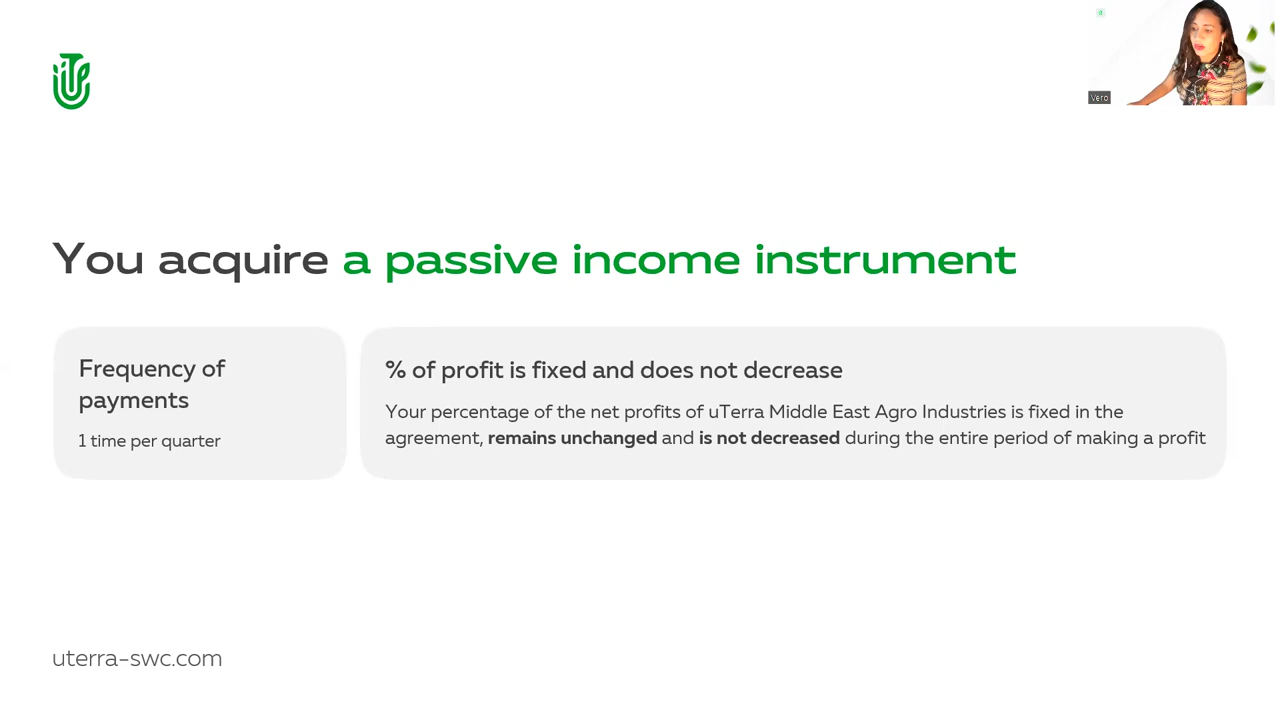 Vero
You acquire a passive income instrument
Frequency of
payments
1 time per quarter
% of profit is fixed and does not decrease
Your percentage of the net profits of uTerra Middle East Agro Industries is fixed in the
agreement, remains unchanged and is not decreased during the entire period of making a profit
uterra-swc.com